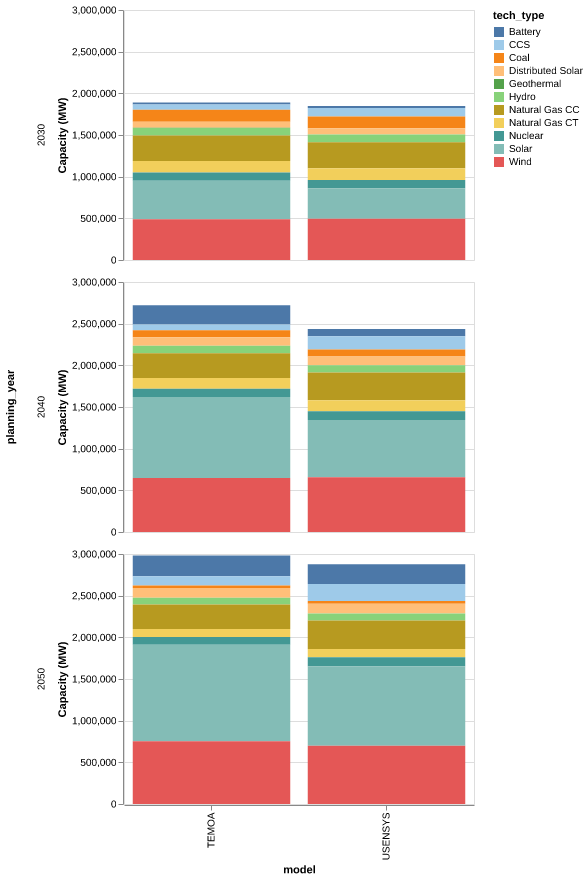 tech_type
Battery
CCS
Coal
Distributed Solar
Geothermal
Hydro
Natural Gas CC
Natural Gas CT
Nuclear
Solar
Wind
planning_year
2030
Capacity (MW)
3,000,000
2,500,000
2,000,000
1,500,000
1,000,000
500,000
0
2040
Capacity (MW)
3,000,000
2,500,000
2,000,000
1,500,000
1,000,000
500,000
0
2050
Capacity (MW)
3,000,000
2,500,000
2,000,000
1,500,000
1,000,000
500,000
0
TEMOA
USENSYS
model